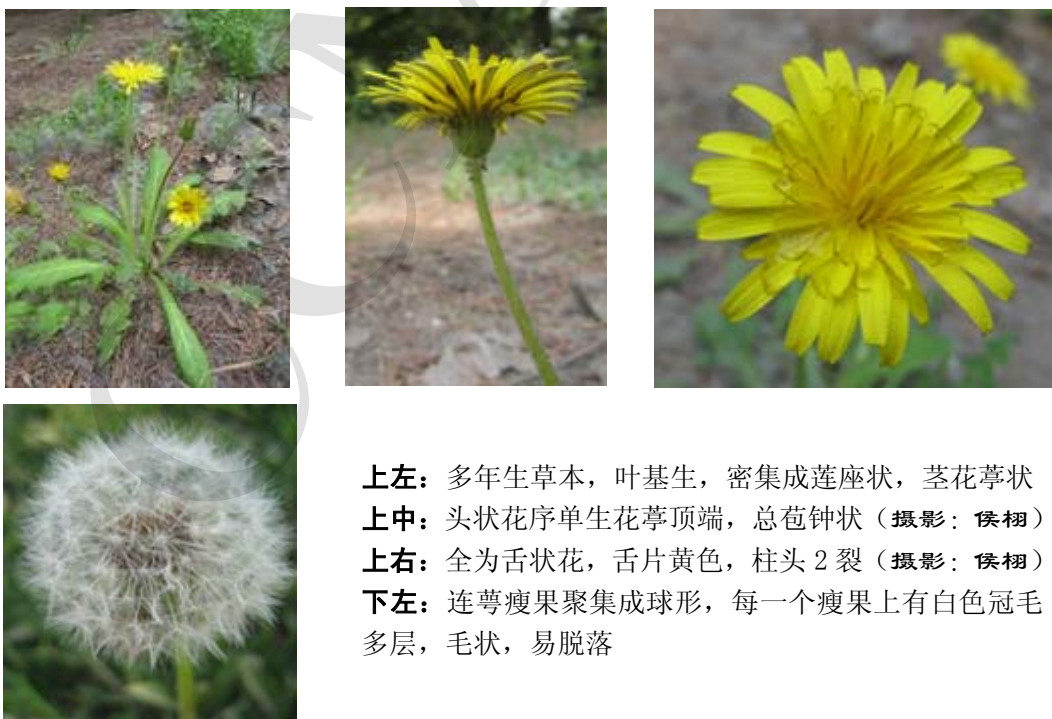 上左：多年生草本，叶基生，密集成莲座状，茎花葶状
上中：头状花序单生花葶顶端，总苞钟状（摄影：侯栩）
上右：全为舌状花，舌片黄色，柱头 2 裂（摄影：侯栩）
下左：连萼瘦果聚集成球形，每一个瘦果上有白色冠毛
多层，毛状，易脱落